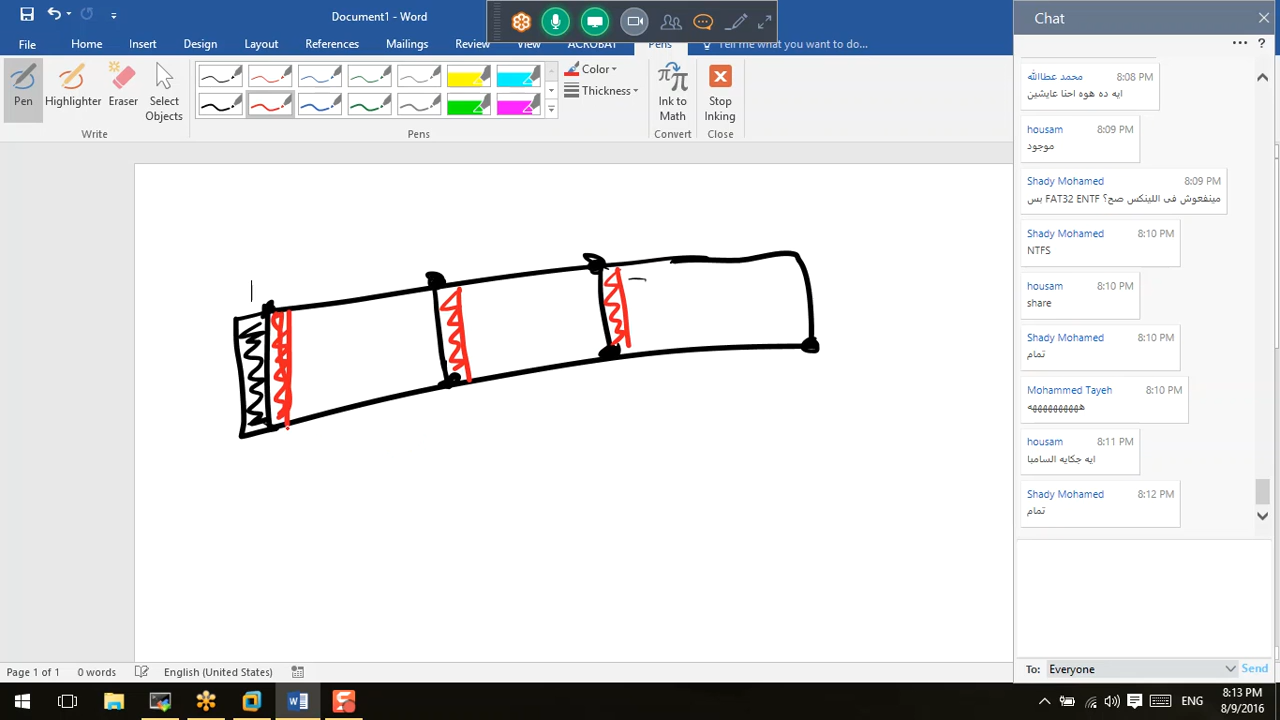 Document1 - Word
File
Home
Insert
Design
Layout
References
Mailings
Review
View
ACROBAT
Pens
Tell me what you want to do...
Pen
Highlighter
Eraser
Select Objects
Color
Thickness
Ink to Math
Stop Inking
Write
Pens
Convert
Close
Chat
محمد عطاالله 8:08 PM
ايه ده هوه احنا عايشين
housam 8:09 PM
موجود
Shady Mohamed 8:09 PM
مينفعوش فى اللينكس صح؟ FAT32 ENTF بس
Shady Mohamed 8:10 PM
NTFS
housam 8:10 PM
share
Shady Mohamed 8:10 PM
تمام
Mohammed Tayeh 8:10 PM
housam 8:11 PM
ايه حكايه السامبا
Shady Mohamed 8:12 PM
تمام
To: Everyone Send
Page 1 of 1 0 words English (United States)
ENG
8:13 PM
8/9/2016